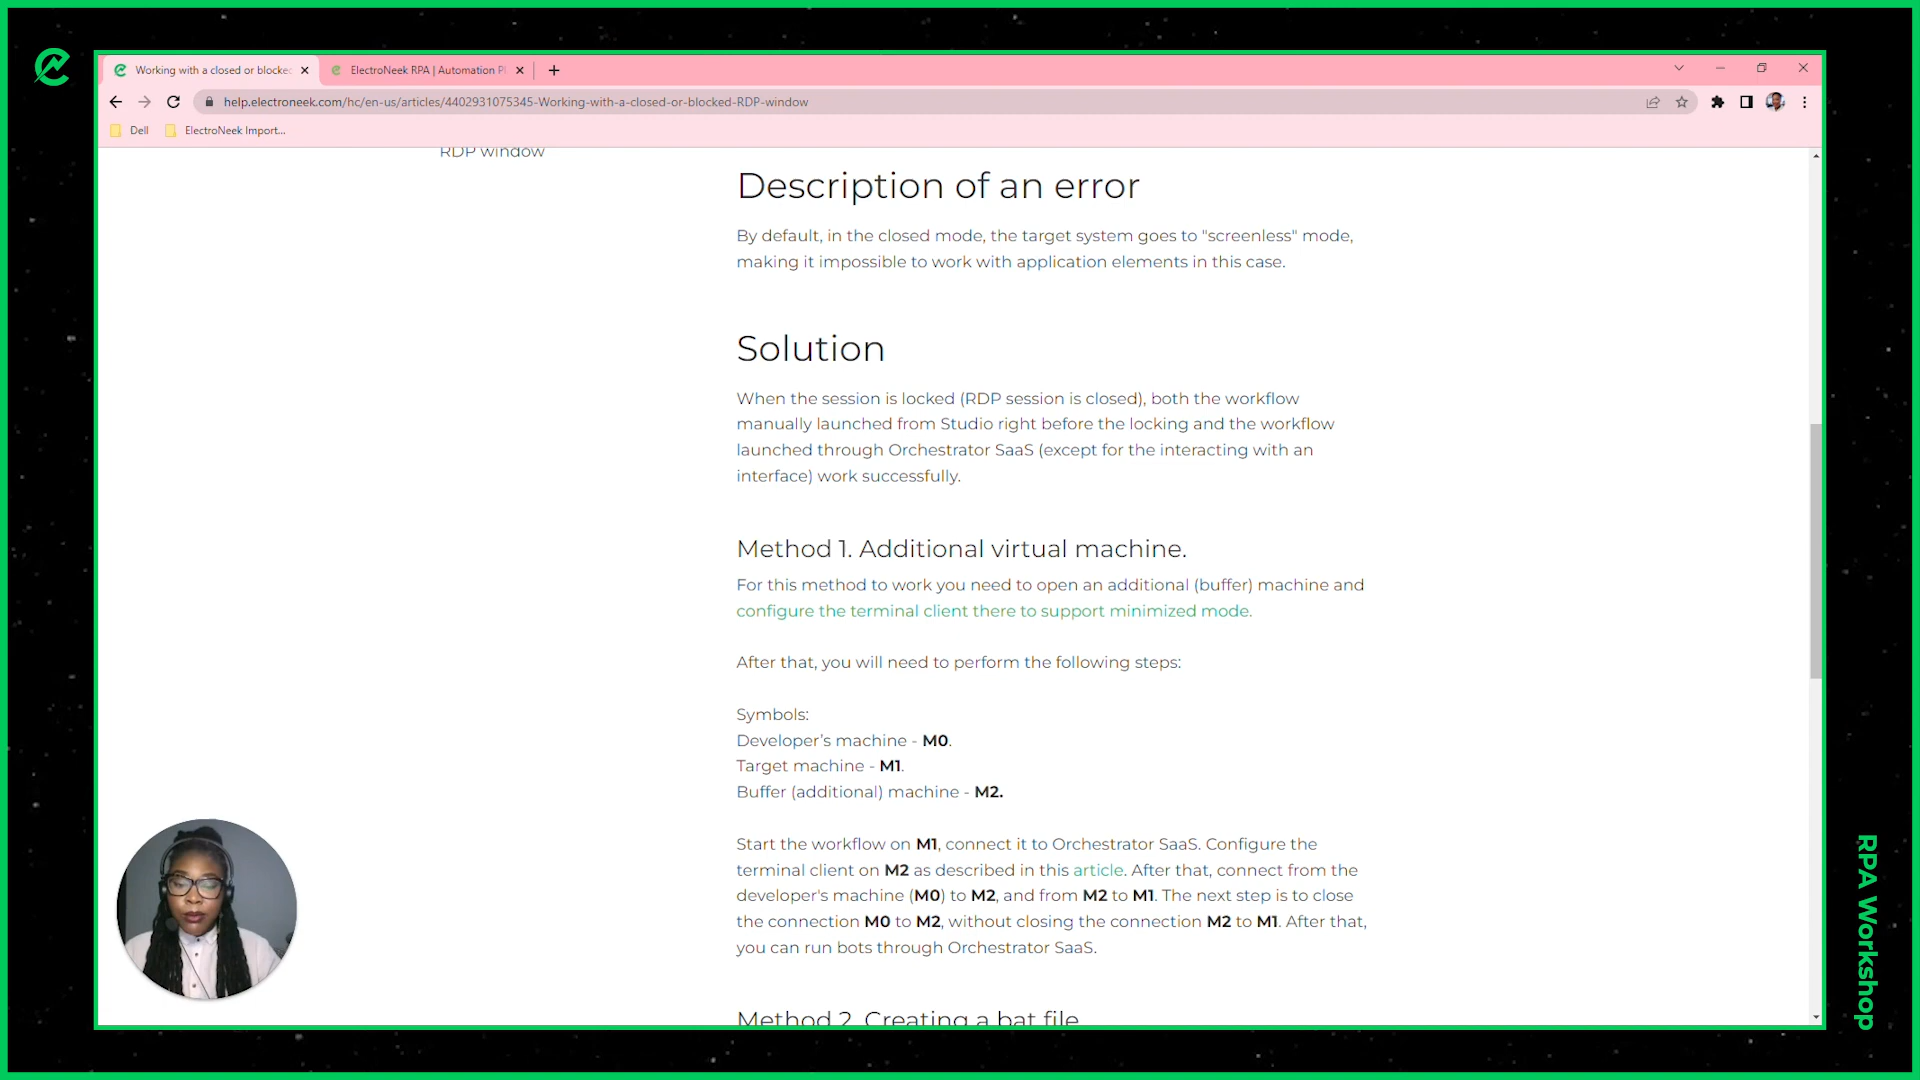 Working with a closed or blocked
ElectroNeek RPA | Automation Pl
help.electroneek.com/hc/en-us/articles/4402931075345-Working-with-a-closed-or-blocked-RDP-window
Dell
ElectroNeek Import...
RDP window
Description of an error
By default, in the closed mode, the target system goes to "screenless" mode,
making it impossible to work with application elements in this case.
Solution
When the session is locked (RDP session is closed), both the workflow
manually launched from Studio right before the locking and the workflow
launched through Orchestrator SaaS (except for the interacting with an
interface) work successfully.
Method 1. Additional virtual machine.
For this method to work you need to open an additional (buffer) machine and
configure the terminal client there to support minimized mode.
After that, you will need to perform the following steps:
Symbols:
Developer’s machine - M0.
Target machine - M1.
Buffer (additional) machine - M2.
Start the workflow on M1, connect it to Orchestrator SaaS. Configure the
terminal client on M2 as described in this article. After that, connect from the
developer's machine (M0) to M2, and from M2 to M1. The next step is to close
the connection M0 to M2, without closing the connection M2 to M1. After that,
you can run bots through Orchestrator SaaS.
Method 2. Creating a bat file
RPA Workshop